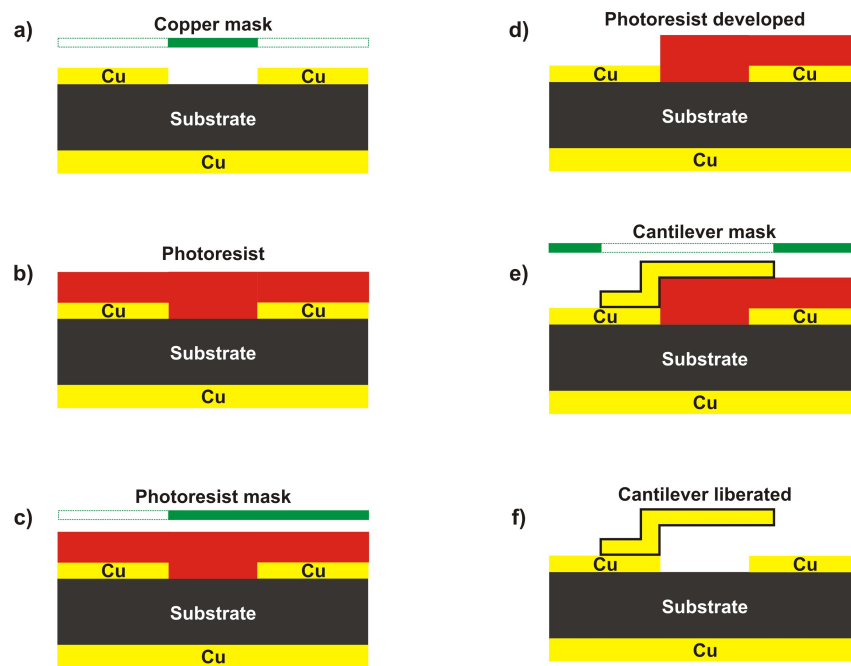 a)
Copper mask
Cu
Cu
Substrate
Cu
b)
Photoresist
Cu
Cu
Substrate
Cu
c)
Photoresist mask
Cu
Cu
Substrate
Cu
d)
Photoresist developed
Cu
Cu
Substrate
Cu
e)
Cantilever mask
Cu
Cu
Substrate
Cu
f)
Cantilever liberated
Cu
Cu
Substrate
Cu